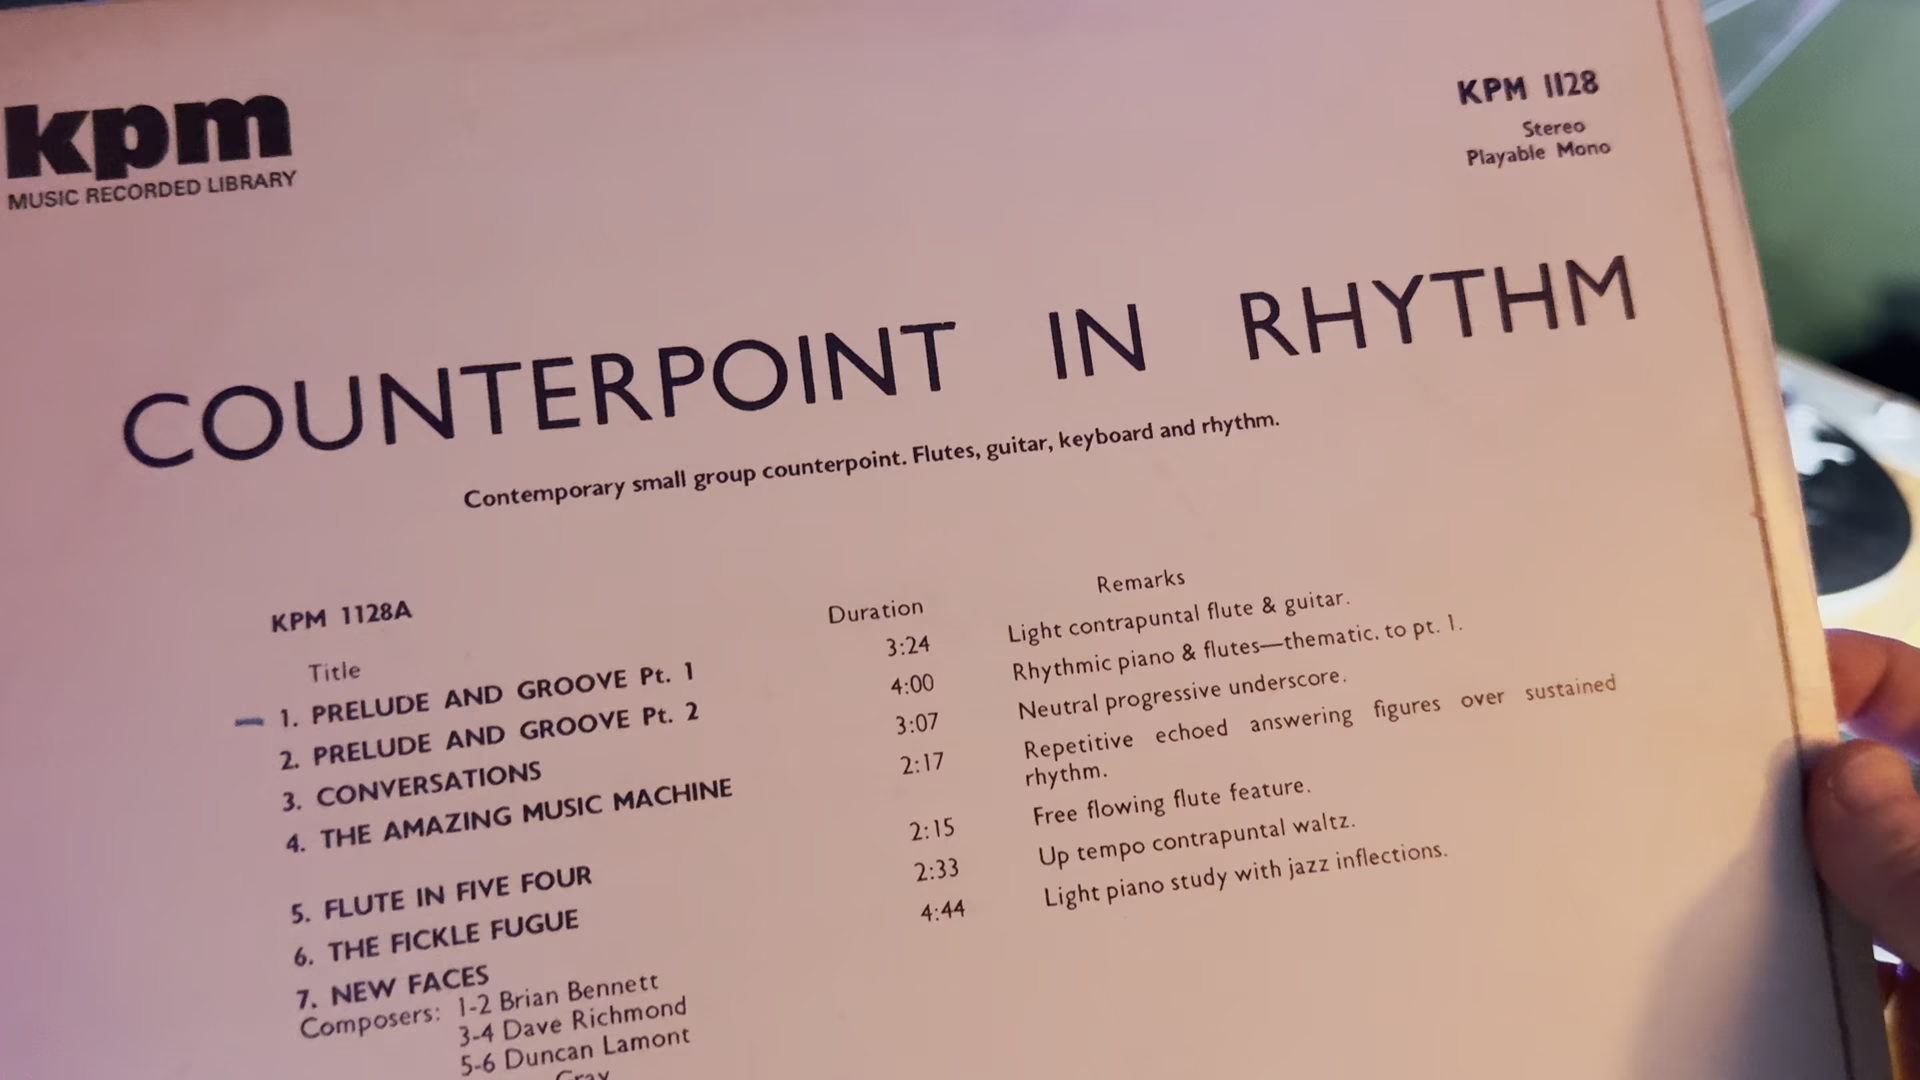 kpm
MUSIC RECORDED LIBRARY
KPM 1128
Stereo
Playable Mono
COUNTERPOINT IN RHYTHM
Contemporary small group counterpoint. Flutes, guitar, keyboard and rhythm.
KPM 1128A
Title Duration Remarks
1. PRELUDE AND GROOVE Pt. 1 3:24 Light contrapuntal flute & guitar.
2. PRELUDE AND GROOVE Pt. 2 4:00 Rhythmic piano & flutes—thematic. to pt. 1.
3. CONVERSATIONS 3:07 Neutral progressive underscore.
4. THE AMAZING MUSIC MACHINE 2:17 Repetitive echoed answering figures over sustained
rhythm.
5. FLUTE IN FIVE FOUR 2:15 Free flowing flute feature.
6. THE FICKLE FUGUE 2:33 Up tempo contrapuntal waltz.
7. NEW FACES 4:44 Light piano study with jazz inflections.
Composers: 1-2 Brian Bennett
3-4 Dave Richmond
5-6 Duncan Lamont
Gray